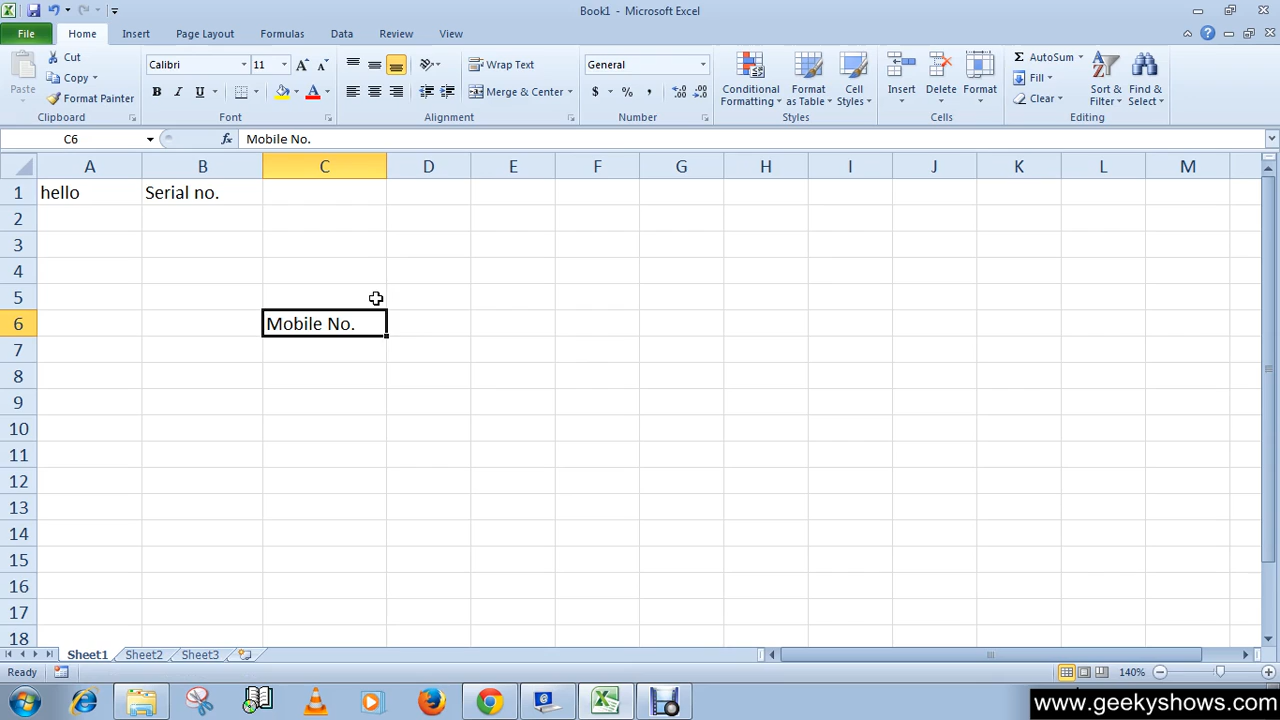 Book1 - Microsoft Excel
File Home Insert Page Layout Formulas Data Review View
Paste
Cut
Copy
Format Painter
Clipboard
Calibri 11
B I U
Font
Wrap Text
Merge & Center
Alignment
General
$ % ,
Number
Conditional Formatting
Format as Table
Cell Styles
Styles
Insert
Delete
Format
Cells
AutoSum
Fill
Clear
Sort & Filter
Find & Select
Editing
C6 fx Mobile No.
A B C D E F G H I J K L M
1 hello Serial no.
2
3
4
5
6 Mobile No.
7
8
9
10
11
12
13
14
15
16
17
18
Sheet1 Sheet2 Sheet3
Ready 140%
www.geekyshows.com